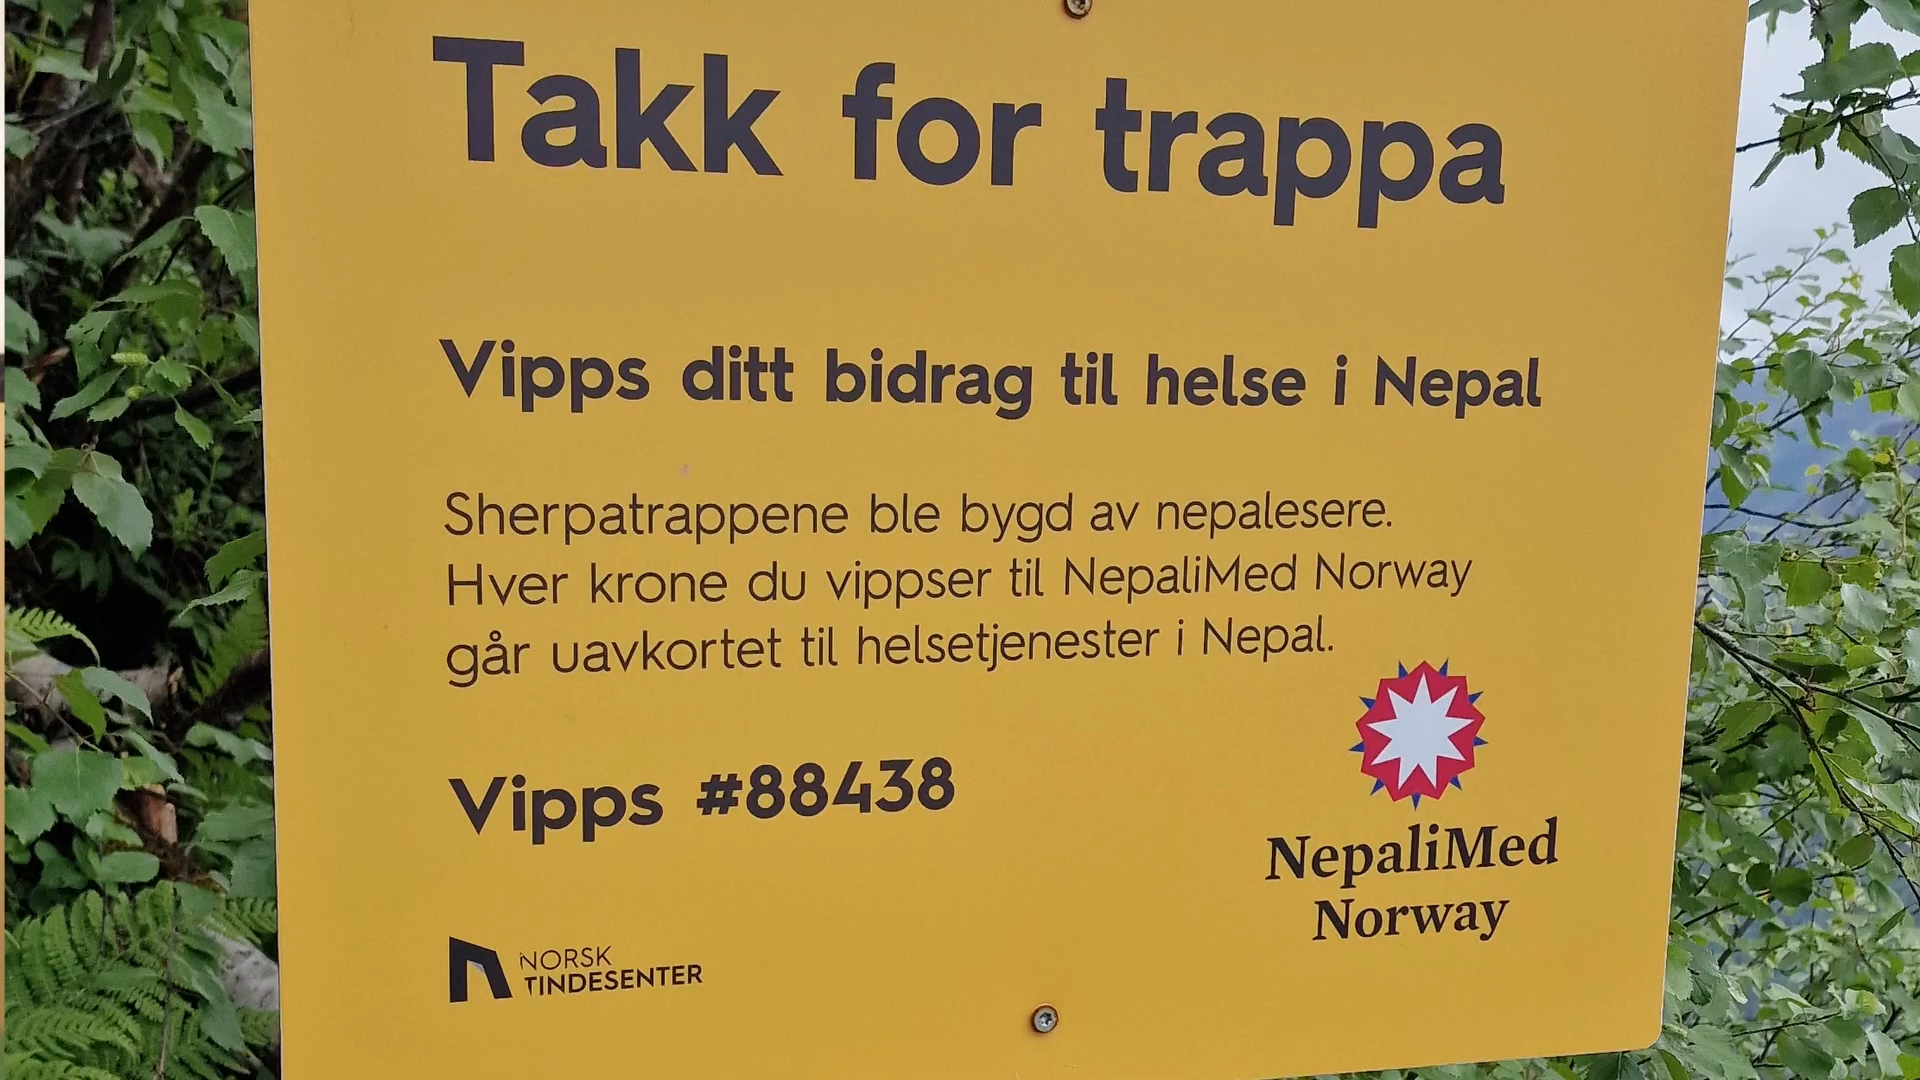 Takk for trappa
Vipps ditt bidrag til helse i Nepal
Sherpatrappene ble bygd av nepalesere.
Hver krone du vippser til NepaliMed Norway
går uavkortet til helsetjenester i Nepal.
Vipps #88438
NepaliMed
Norway
NORSK
TINDESENTER